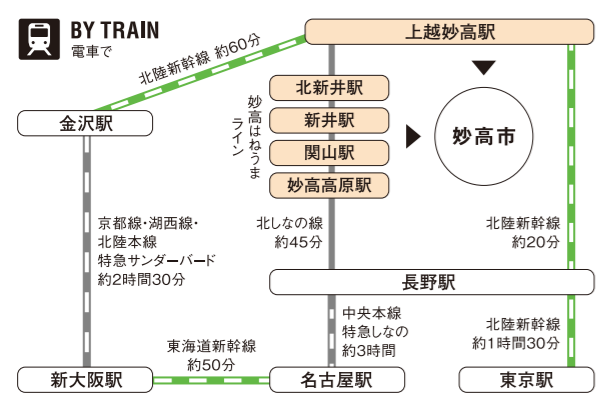 BY TRAIN
電車で
上越妙高駅
北陸新幹線 約60分
北新井駅
新井駅
関山駅
妙高高原駅
妙高はねうま
ライン
妙高市
金沢駅
京都線・湖西線・
北陸本線
特急サンダーバード
約2時間30分
北しなの線
約45分
北陸新幹線
約20分
長野駅
中央本線
特急しなの
約3時間
北陸新幹線
約1時間30分
東海道新幹線
約50分
新大阪駅
名古屋駅
東京駅